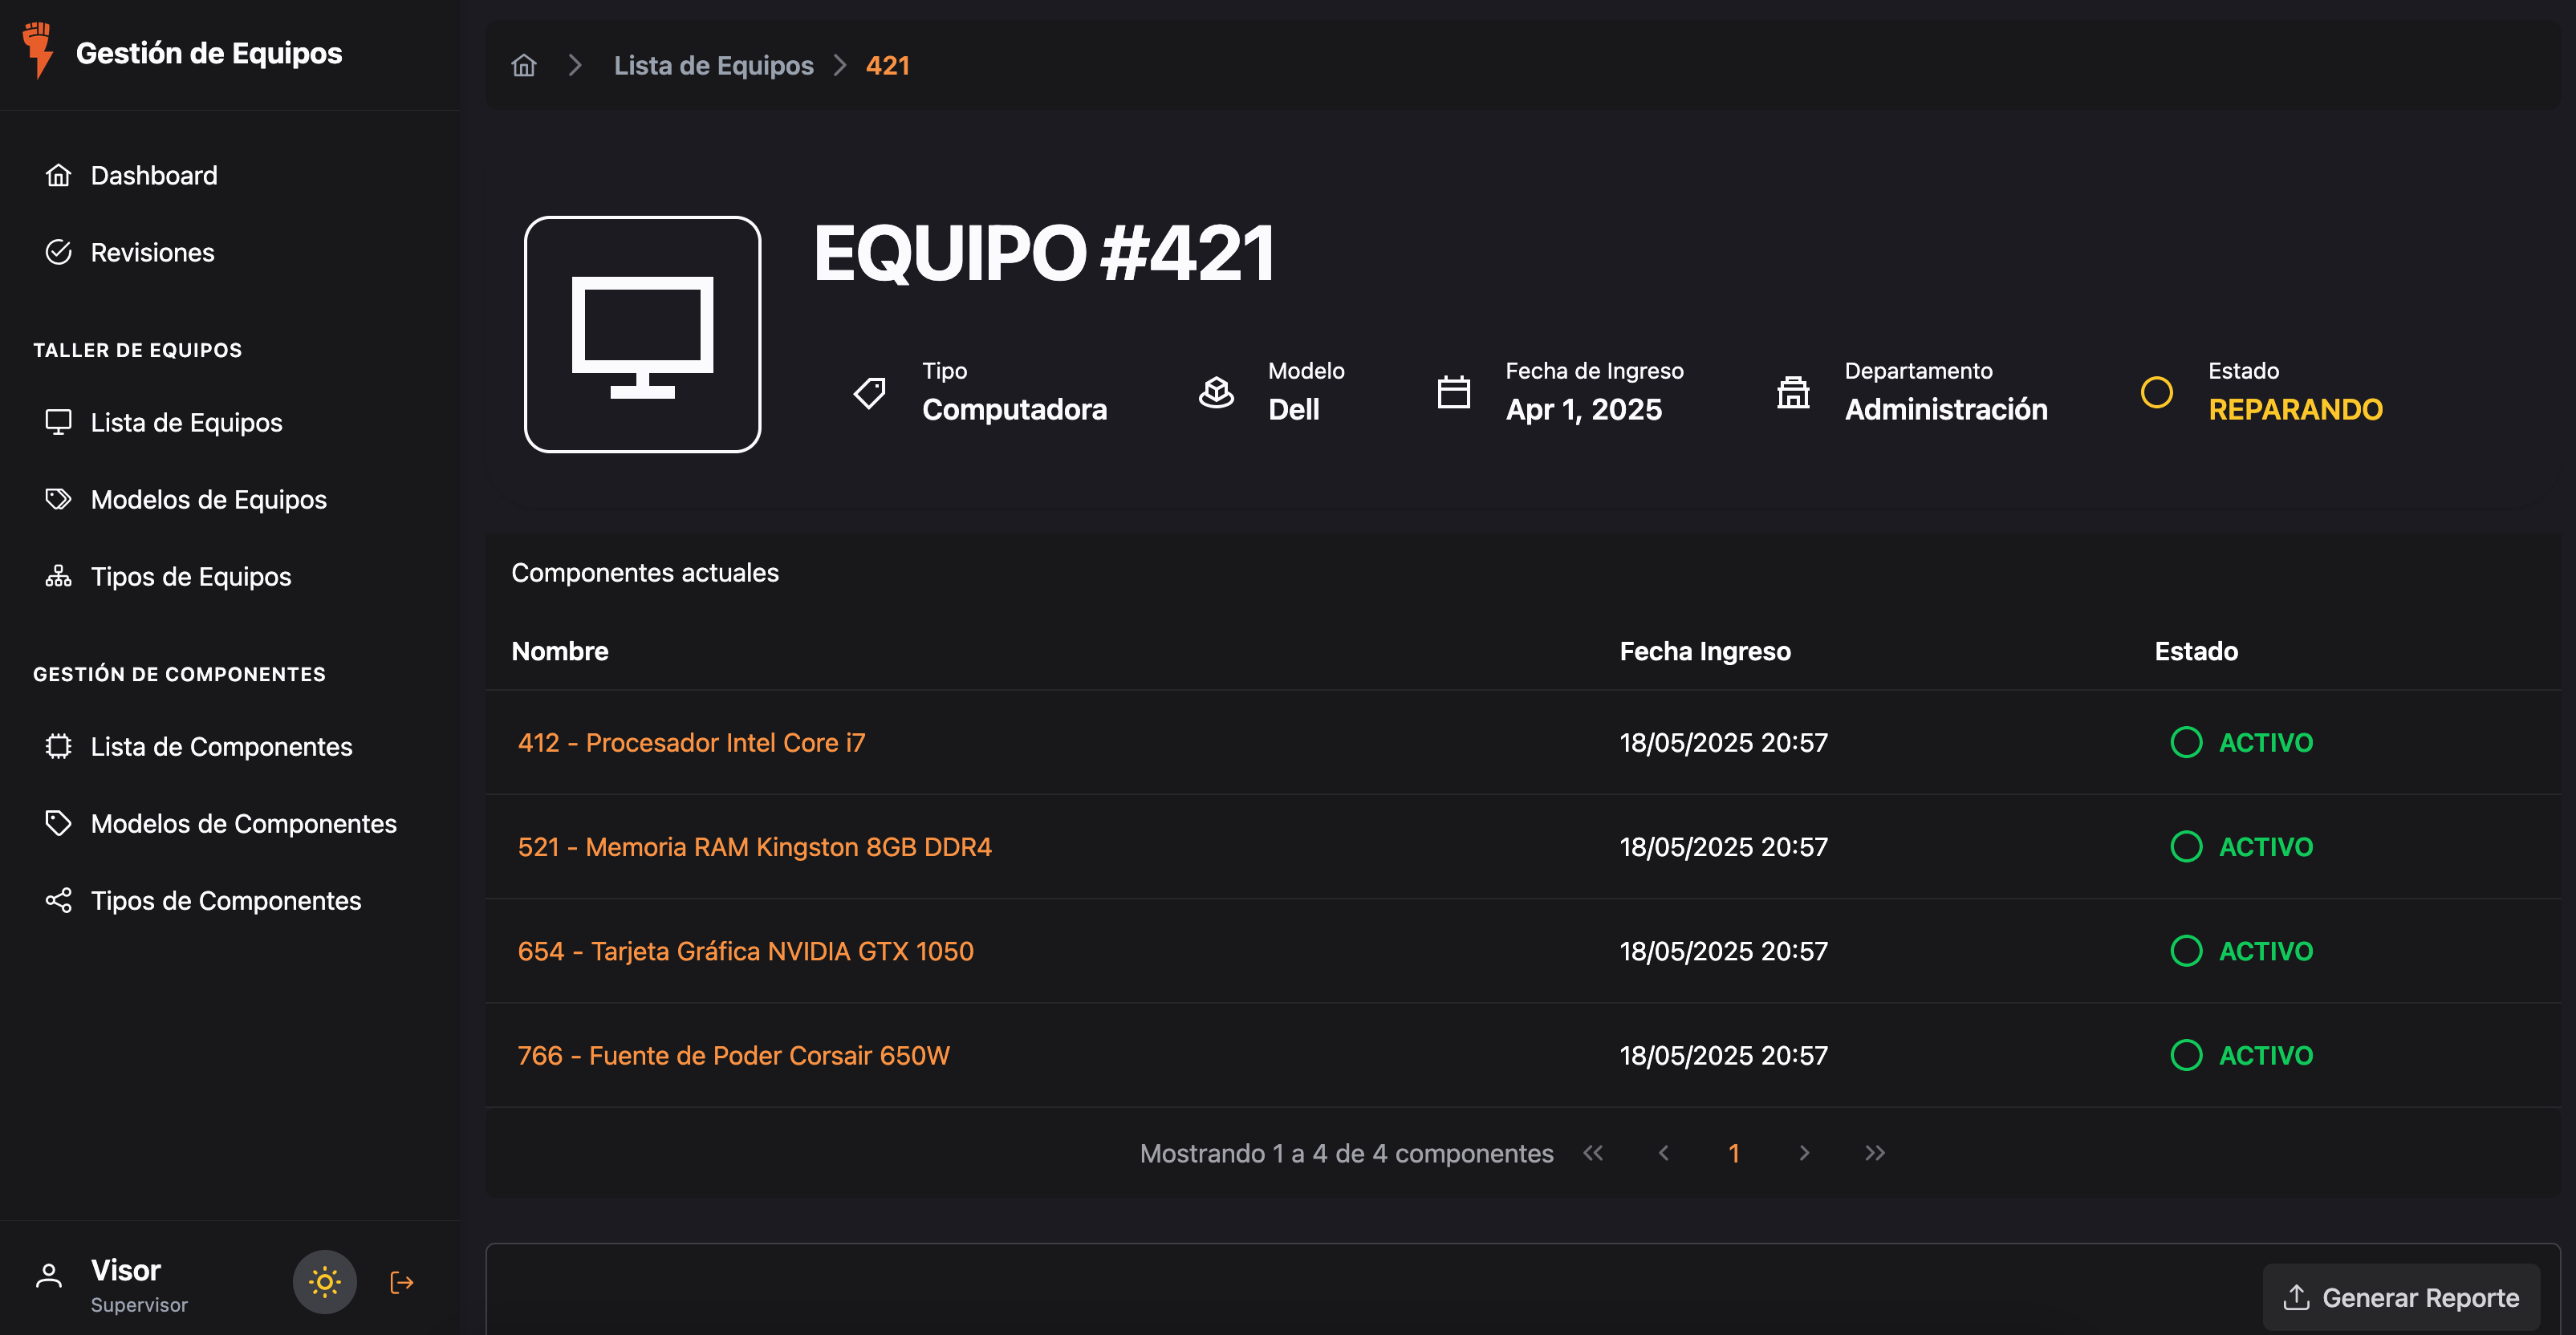 Gestión de Equipos
Dashboard
Revisiones
TALLER DE EQUIPOS
Lista de Equipos
Modelos de Equipos
Tipos de Equipos
GESTIÓN DE COMPONENTES
Lista de Componentes
Modelos de Componentes
Tipos de Componentes
Visor
Supervisor
Lista de Equipos 421
EQUIPO #421
Tipo
Computadora
Modelo
Dell
Fecha de Ingreso
Apr 1, 2025
Departamento
Administración
Estado
REPARANDO
Componentes actuales
Nombre Fecha Ingreso Estado
412 - Procesador Intel Core i7 18/05/2025 20:57 ACTIVO
521 - Memoria RAM Kingston 8GB DDR4 18/05/2025 20:57 ACTIVO
654 - Tarjeta Gráfica NVIDIA GTX 1050 18/05/2025 20:57 ACTIVO
766 - Fuente de Poder Corsair 650W 18/05/2025 20:57 ACTIVO
Mostrando 1 a 4 de 4 componentes 1
Generar Reporte